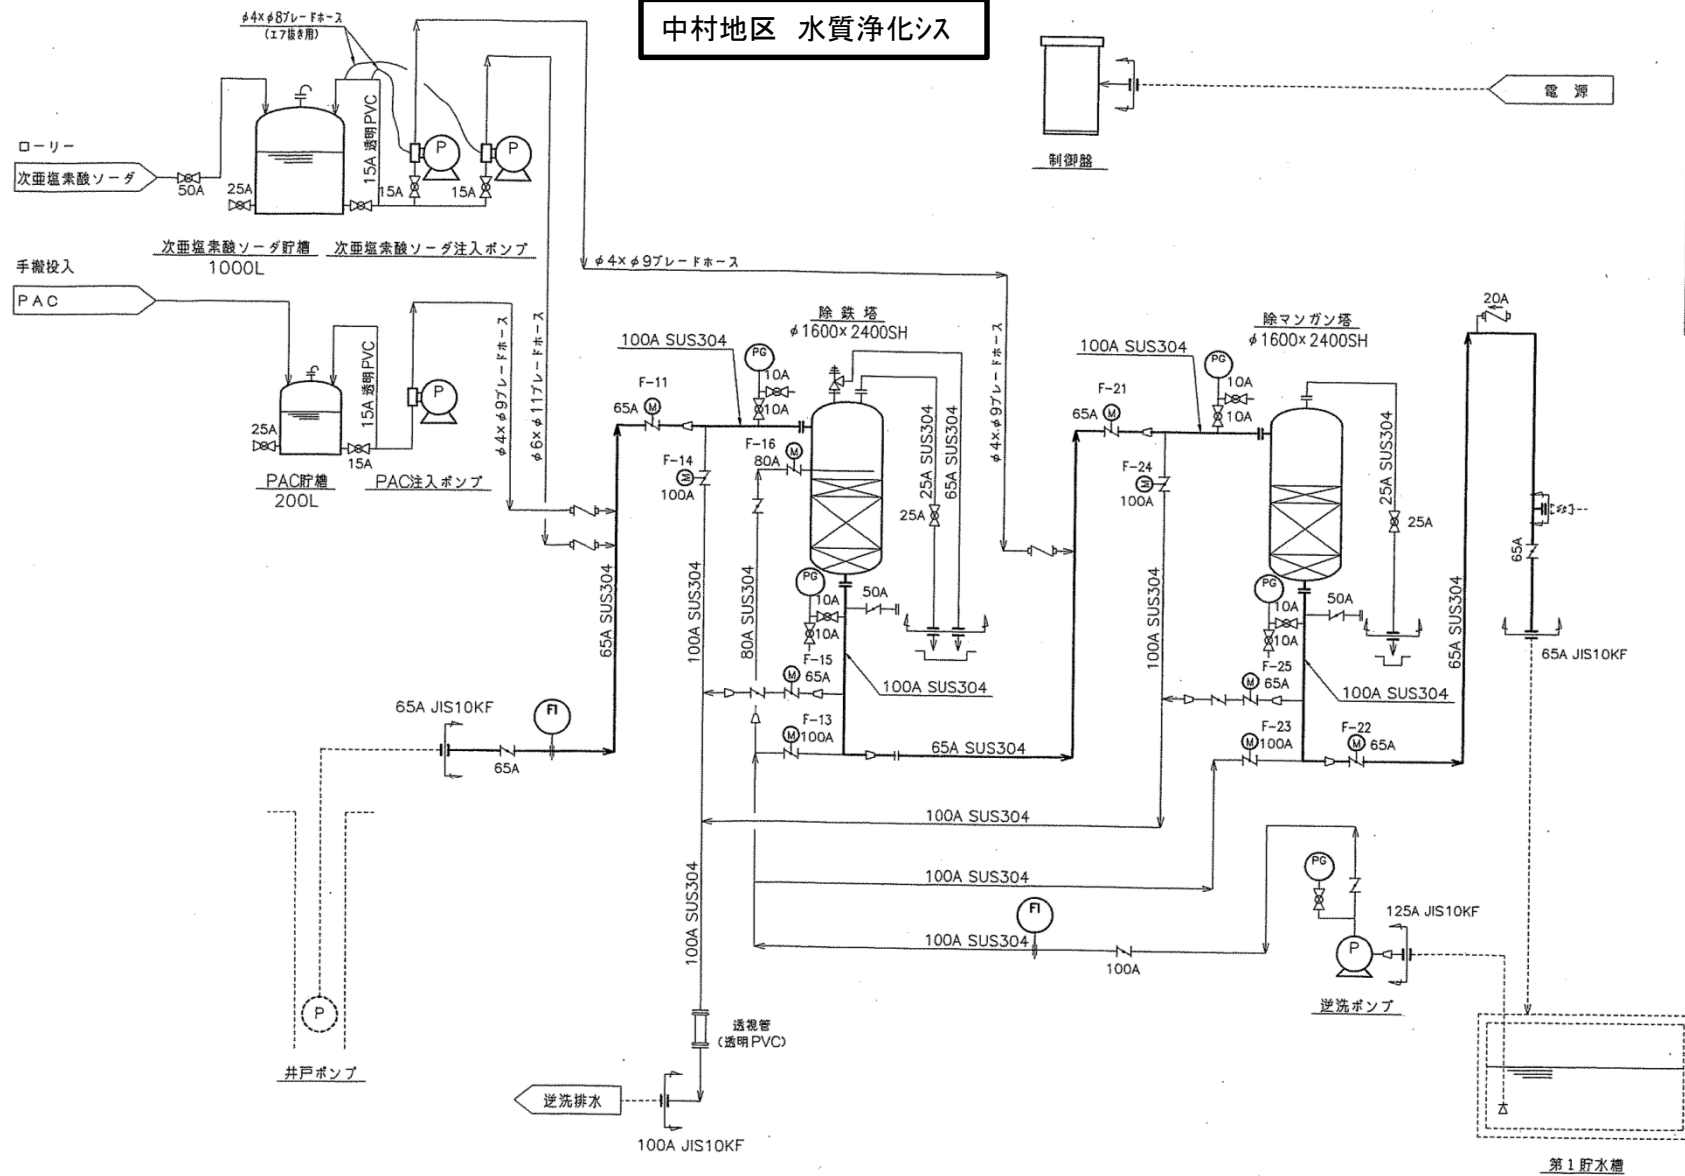 中村地区 水質浄化シス
φ4×φ8ブレードホース
(エア抜き用)
電 源
制御盤
ローリー
次亜塩素酸ソーダ
50A
25A
15A 透明PVC
P
P
15A
15A
次亜塩素酸ソーダ貯槽
1000L
次亜塩素酸ソーダ注入ポンプ
手搬投入
PAC
25A
15A 透明PVC
15A
P
PAC貯槽
200L
PAC注入ポンプ
φ4×φ9ブレードホース
φ4×φ9ブレードホース
φ6×φ11ブレードホース
φ4×φ9ブレードホース
除 鉄 塔
φ1600×2400SH
100A SUS304
PG
10A
10A
F-11
65A
M
F-14
M
100A
F-16
80A
M
25A SUS304
65A SUS304
25A
PG
10A
10A
50A
F-15
65A
M
100A SUS304
F-13
100A
M
65A SUS304
100A SUS304
80A SUS304
65A SUS304
除マンガン塔
φ1600×2400SH
100A SUS304
PG
10A
10A
F-21
65A
M
F-24
M
100A
25A SUS304
25A
PG
10A
10A
50A
F-25
65A
M
100A SUS304
F-23
100A
M
F-22
65A
M
100A SUS304
65A SUS304
20A
65A
65A JIS10KF
65A JIS10KF
FI
65A
P
井戸ポンプ
100A SUS304
100A SUS304
100A SUS304
FI
100A
100A SUS304
PG
P
125A JIS10KF
逆洗ポンプ
透視管
(透明PVC)
逆洗排水
100A JIS10KF
第1貯水槽